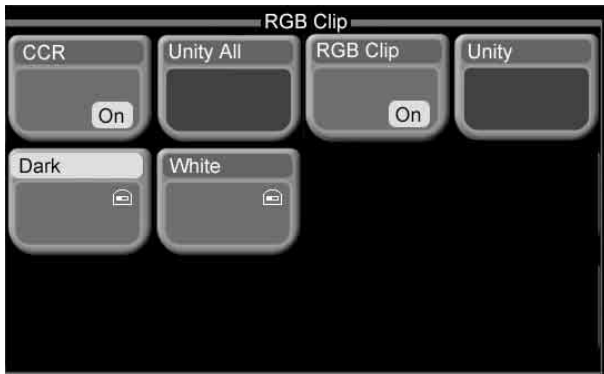 RGB Clip
CCR
On
Unity All
RGB Clip
On
Unity
Dark
White